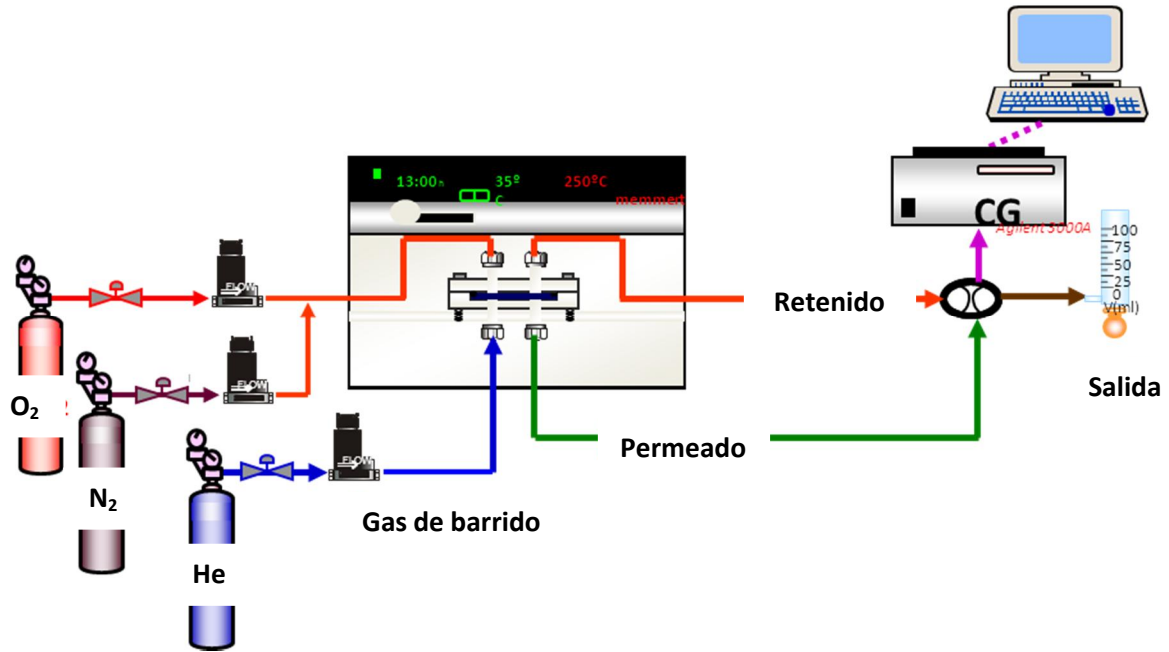 13:00h
35º
C
250ºC
memmert
CG
Agilent 3000A
100
75
50
25
0
V(ml)
FLOW
FLOW
FLOW
Retenido
Salida
O₂
N₂
He
Permeado
Gas de barrido